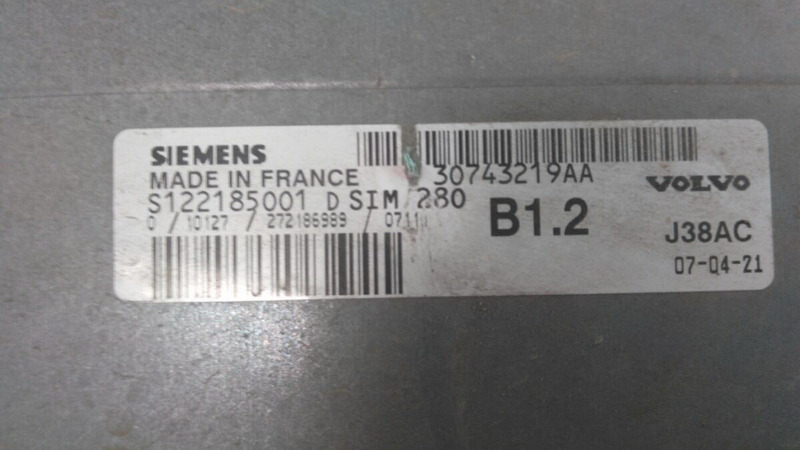 SIEMENS
MADE IN FRANCE
30743219AA
VOLVO
S122185001 D SIM/280
0 / 10127 / 272186989 / 0711
B1.2
J38AC
07-04-21